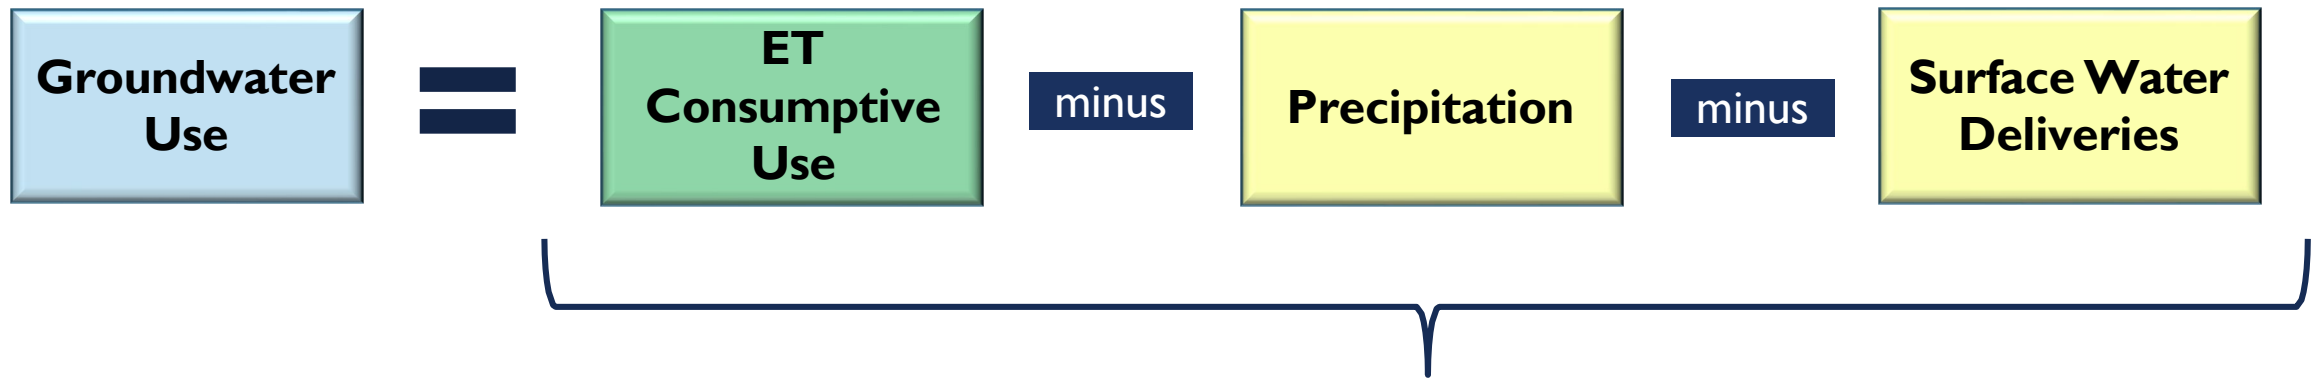 Groundwater
Use
=
ET
Consumptive
Use
minus
Precipitation
minus
Surface Water
Deliveries